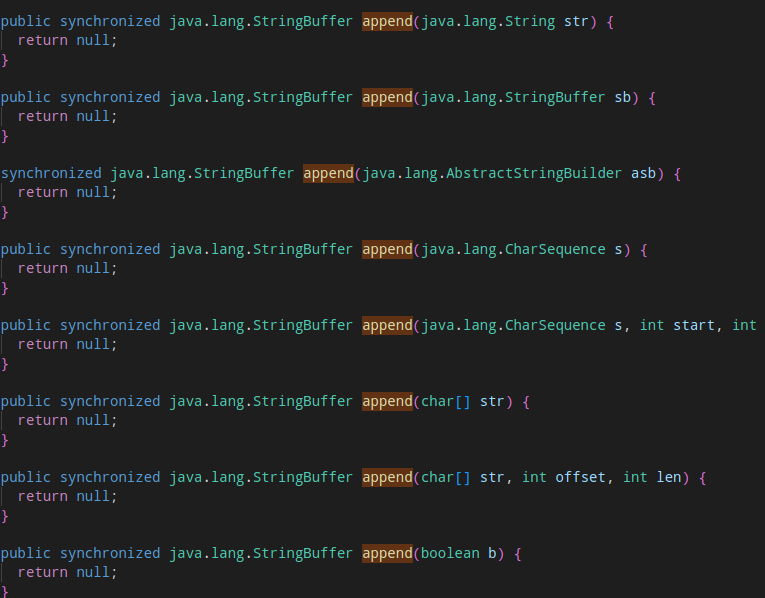 public synchronized java.lang.StringBuffer append(java.lang.String str) {
  return null;
}
public synchronized java.lang.StringBuffer append(java.lang.StringBuffer sb) {
  return null;
}
synchronized java.lang.StringBuffer append(java.lang.AbstractStringBuilder asb) {
  return null;
}
public synchronized java.lang.StringBuffer append(java.lang.CharSequence s) {
  return null;
}
public synchronized java.lang.StringBuffer append(java.lang.CharSequence s, int start, int
  return null;
}
public synchronized java.lang.StringBuffer append(char[] str) {
  return null;
}
public synchronized java.lang.StringBuffer append(char[] str, int offset, int len) {
  return null;
}
public synchronized java.lang.StringBuffer append(boolean b) {
  return null;
}